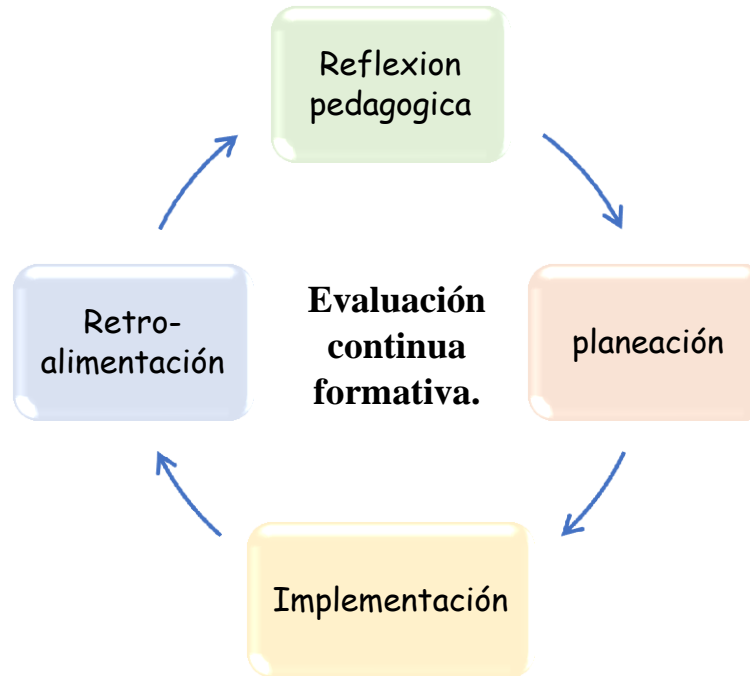 Reflexion
pedagogica
planeación
Implementación
Retro-
alimentación
Evaluación
continua
formativa.